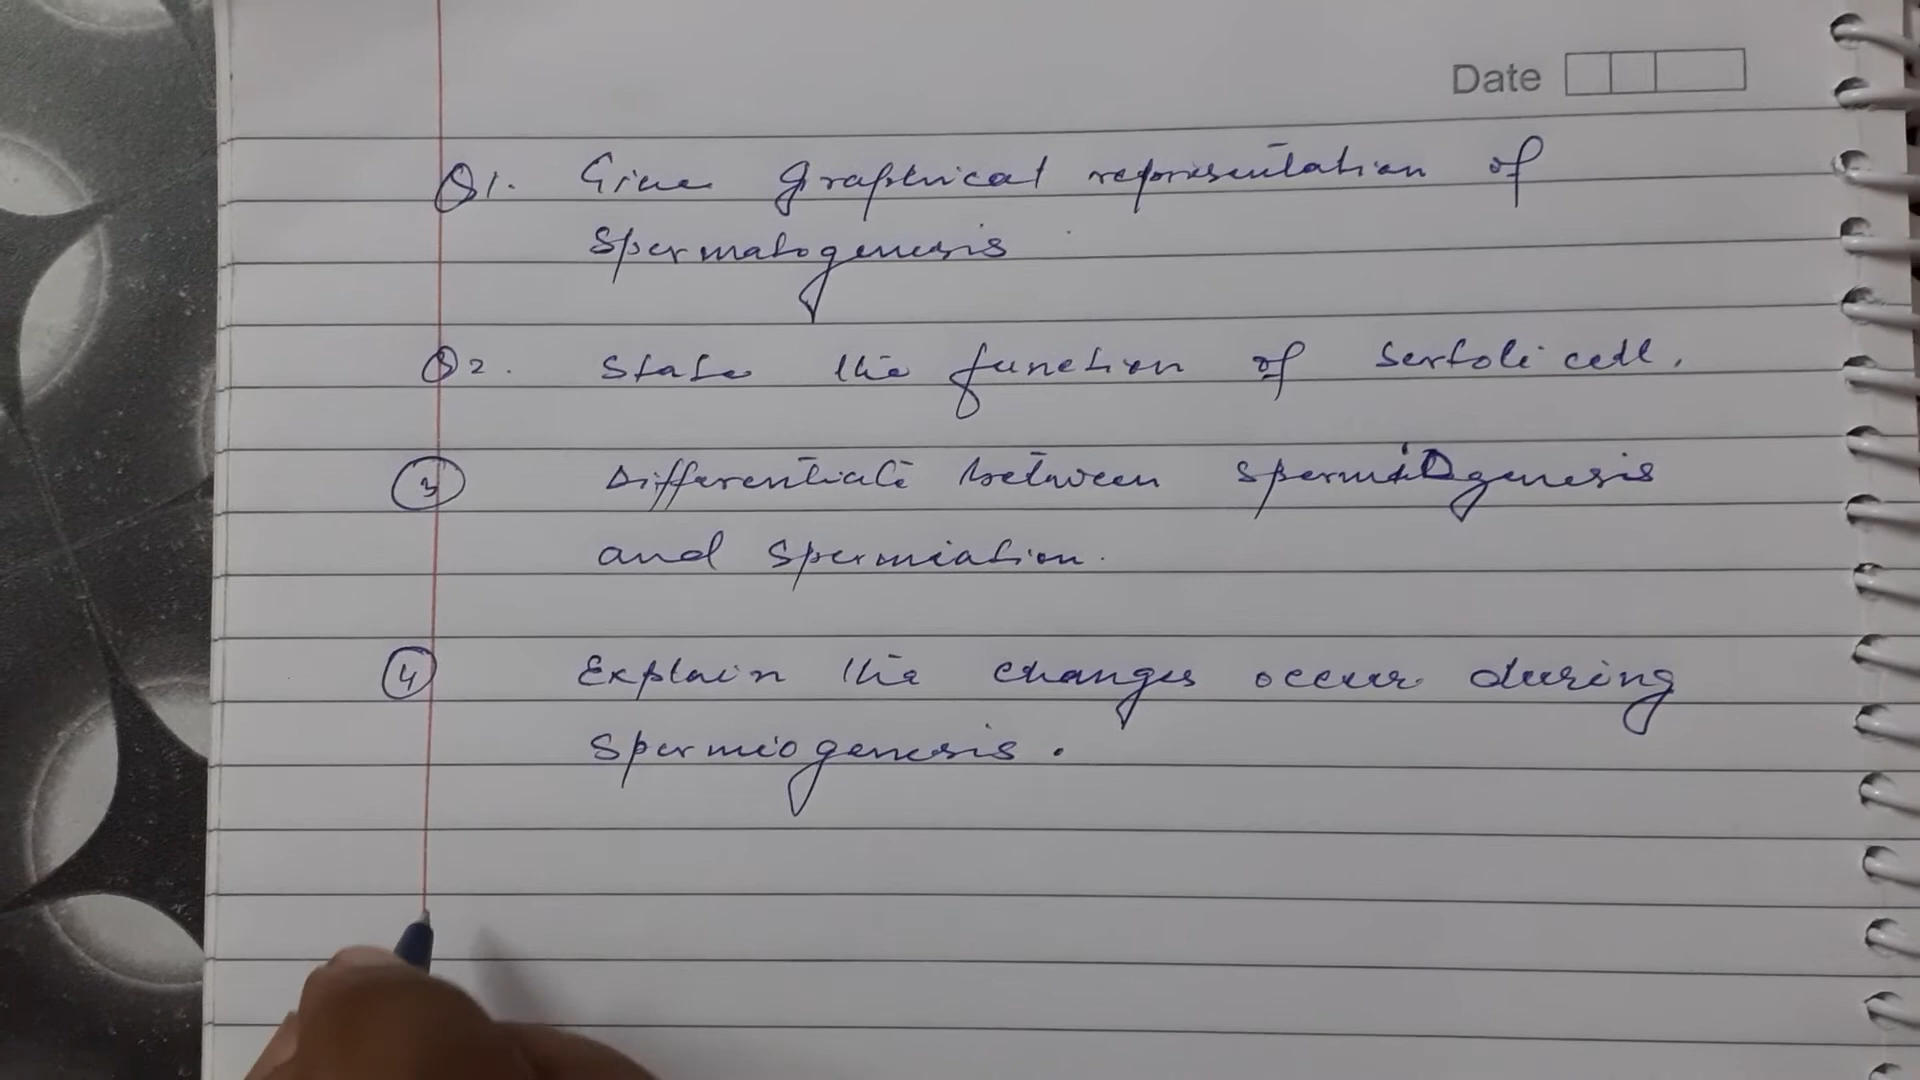 Date
Q1. Give graphical representation of
spermatogenesis
Q2. State the function of Sertoli cell.
3 Differentiate between spermiogenesis
and spermiation.
4 Explain the changes occur during
spermiogenesis.